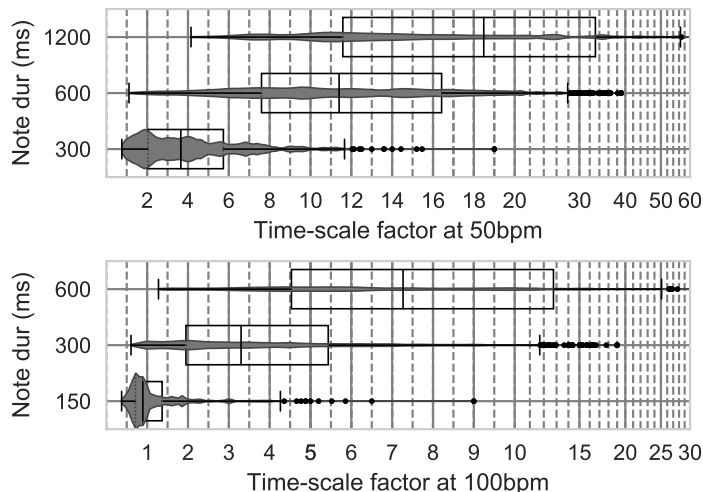 Note dur (ms)
1200
600
300
2 4 6 8 10 11 12 14 16 18 20 30 40 50 60
Time-scale factor at 50bpm
Note dur (ms)
600
300
150
1 2 3 4 5 5 6 7 8 9 10 15 20 25 30
Time-scale factor at 100bpm